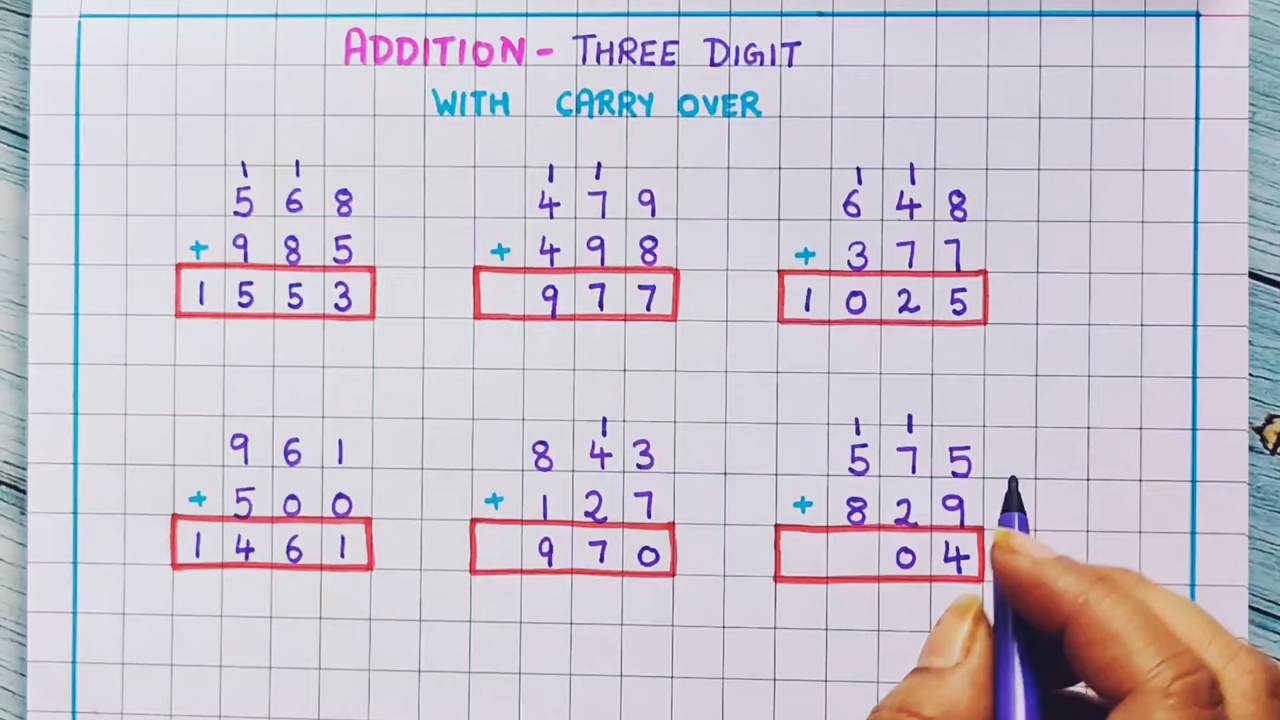 ADDITION - THREE DIGIT
WITH CARRY OVER
1 1 1 1 1 1
5 6 8 4 7 9 6 4 8
+ 9 8 5 + 4 9 8 + 3 7 7
1 5 5 3 9 7 7 1 0 2 5
1 1 1
9 6 1 8 4 3 5 7 5
+ 5 0 0 + 1 2 7 + 8 2 9
1 4 6 1 9 7 0 0 4